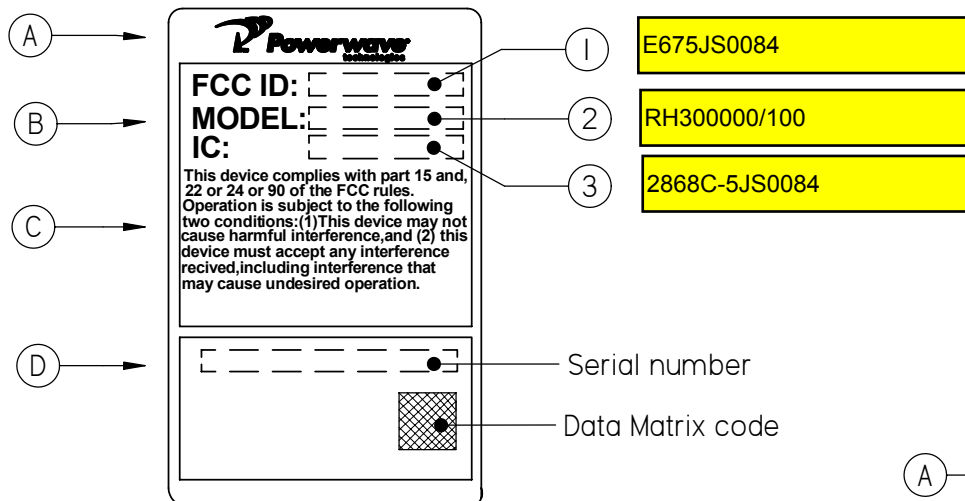 A
Powerwave
technologies
1
E675JS0084
FCC ID:
B
MODEL:
2
RH300000/100
IC:
3
2868C-5JS0084
This device complies with part 15 and,
22 or 24 or 90 of the FCC rules.
Operation is subject to the following
C
two conditions:(1)This device may not
cause harmful interference,and (2) this
device must accept any interference
recived,including interference that
may cause undesired operation.
D
Serial number
Data Matrix code
A